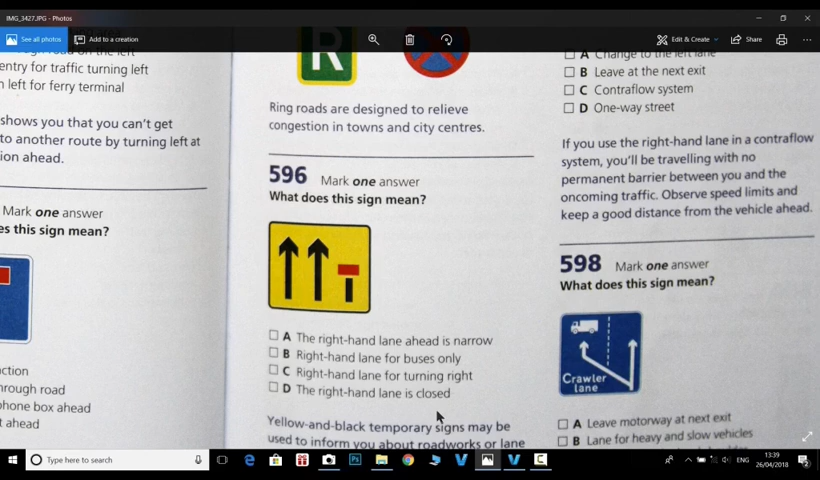 IMG_3427.JPG - Photos
See all photos
Add to a creation
Edit & Create
Share
road on the left
entry for traffic turning left
left for ferry terminal
shows you that you can't get
to another route by turning left at
ion ahead.
Mark one answer
es this sign mean?
ction
hrough road
phone box ahead
t ahead
R
Ring roads are designed to relieve
congestion in towns and city centres.
596 Mark one answer
What does this sign mean?
A The right-hand lane ahead is narrow
B Right-hand lane for buses only
C Right-hand lane for turning right
D The right-hand lane is closed
Yellow-and-black temporary signs may be
used to inform you about roadworks or lane
A Change to the left lane
B Leave at the next exit
C Contraflow system
D One-way street
If you use the right-hand lane in a contraflow
system, you'll be travelling with no
permanent barrier between you and the
oncoming traffic. Observe speed limits and
keep a good distance from the vehicle ahead.
598 Mark one answer
What does this sign mean?
Crawler
lane
A Leave motorway at next exit
B Lane for heavy and slow vehicles
Type here to search
ENG
13:39
26/04/2018